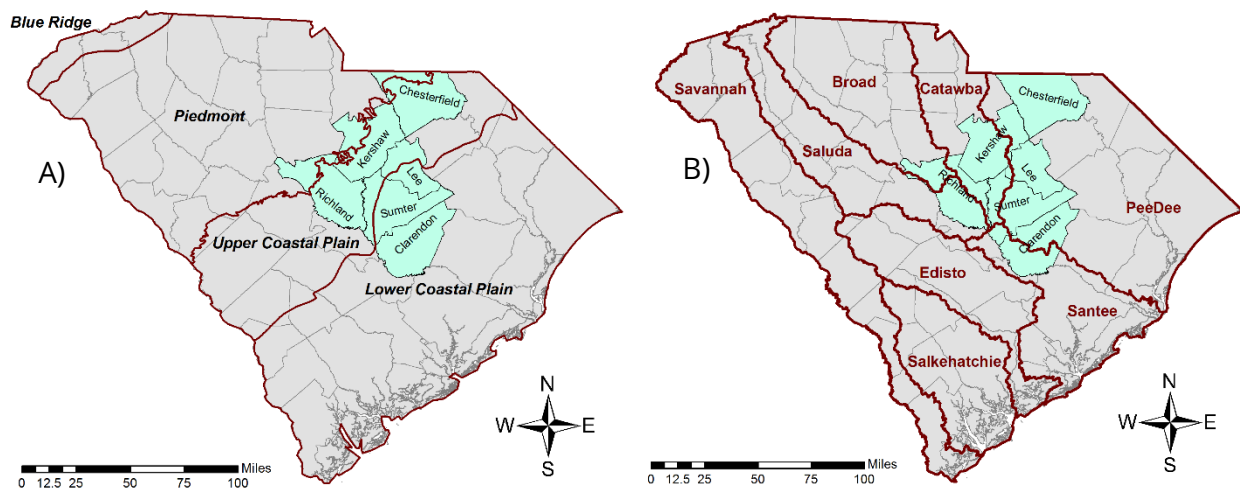 Blue Ridge
Piedmont
Chesterfield
Kershaw
Lee
Richland
Sumter
Clarendon
Upper Coastal Plain
Lower Coastal Plain
A)
N
W E
S
Miles
0 12.5 25 50 75 100
Savannah
Broad
Catawba
Chesterfield
Saluda
Kershaw
Lee
Richland
Sumter
Clarendon
PeeDee
B)
Edisto
Santee
Salkehatchie
N
W E
S
Miles
0 12.5 25 50 75 100